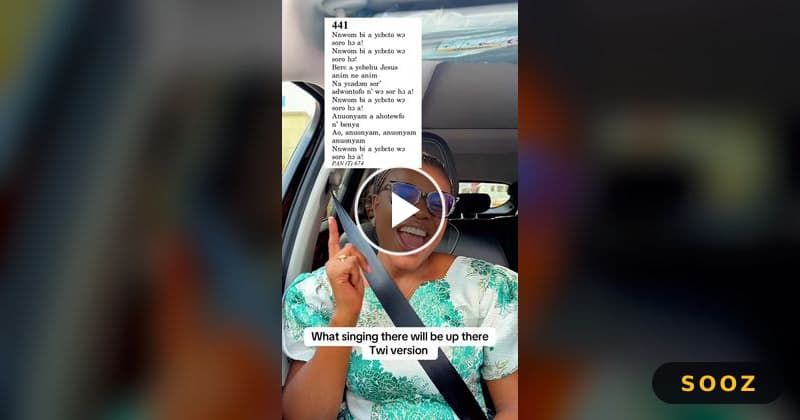 441
Nnwom bi a yɛbɛto wɔ
soro hɔ a!
Nnwom bi a yɛbɛto wɔ
soro hɔ!
Berɛ a yɛbehu Jesus
anim ne anim
Na yɛadɔm sor'
adwontofo n' wɔ sor hɔ a!
Nnwom bi a yɛbɛto wɔ
soro hɔ a!
Anuonyam a ahotewfo
n' benya
Ao, anuonyam, anuonyam
anuonyam
Nnwom bi a yɛbɛto wɔ
soro hɔ a!
PAN (T) 674
What singing there will be up there
Twi version
SOOZ